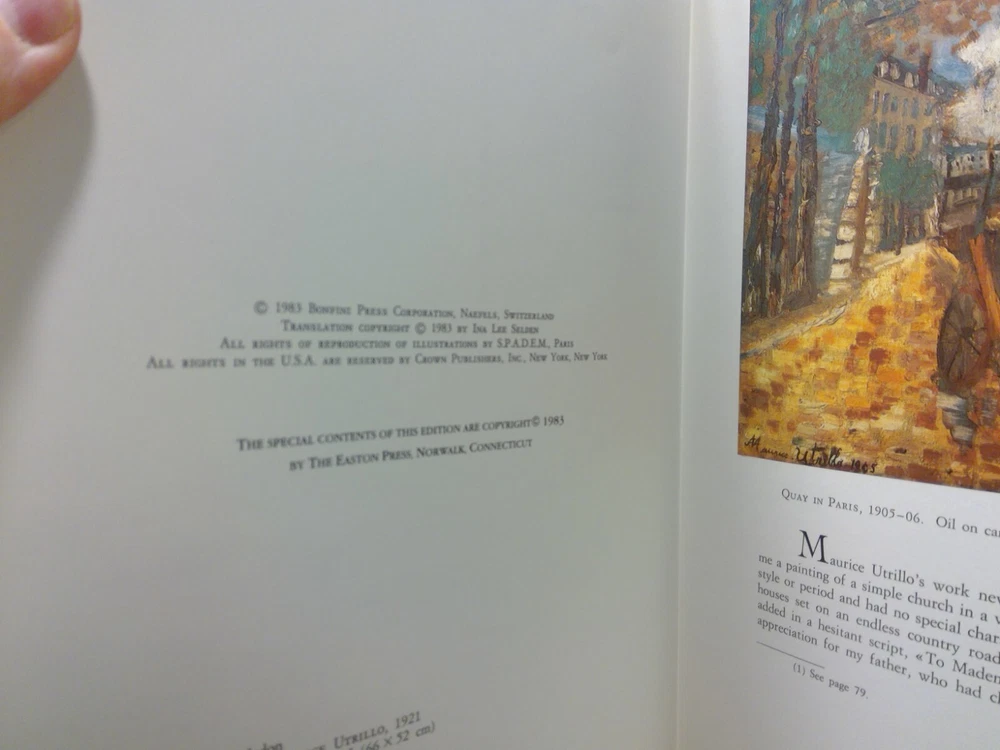 © 1983 Bonfini Press Corporation, Naefels, Switzerland
Translation copyright © 1983 by Ina Lee Selden
All rights of reproduction of illustrations by S.P.A.D.E.M., Paris
All rights in the U.S.A. are reserved by Crown Publishers, Inc., New York, New York
The special contents of this edition are copyright© 1983
by The Easton Press, Norwalk, Connecticut
Utrillo, 1921
(66 × 52 cm)
Maurice Utrillo 1905
Quay in Paris, 1905–06. Oil on
Maurice Utrillo's work
me a painting of a simple church in a
style or period and had no special
houses set on an endless country road
added in a hesitant script, «To
appreciation for my father, who had
(1) See page 79.